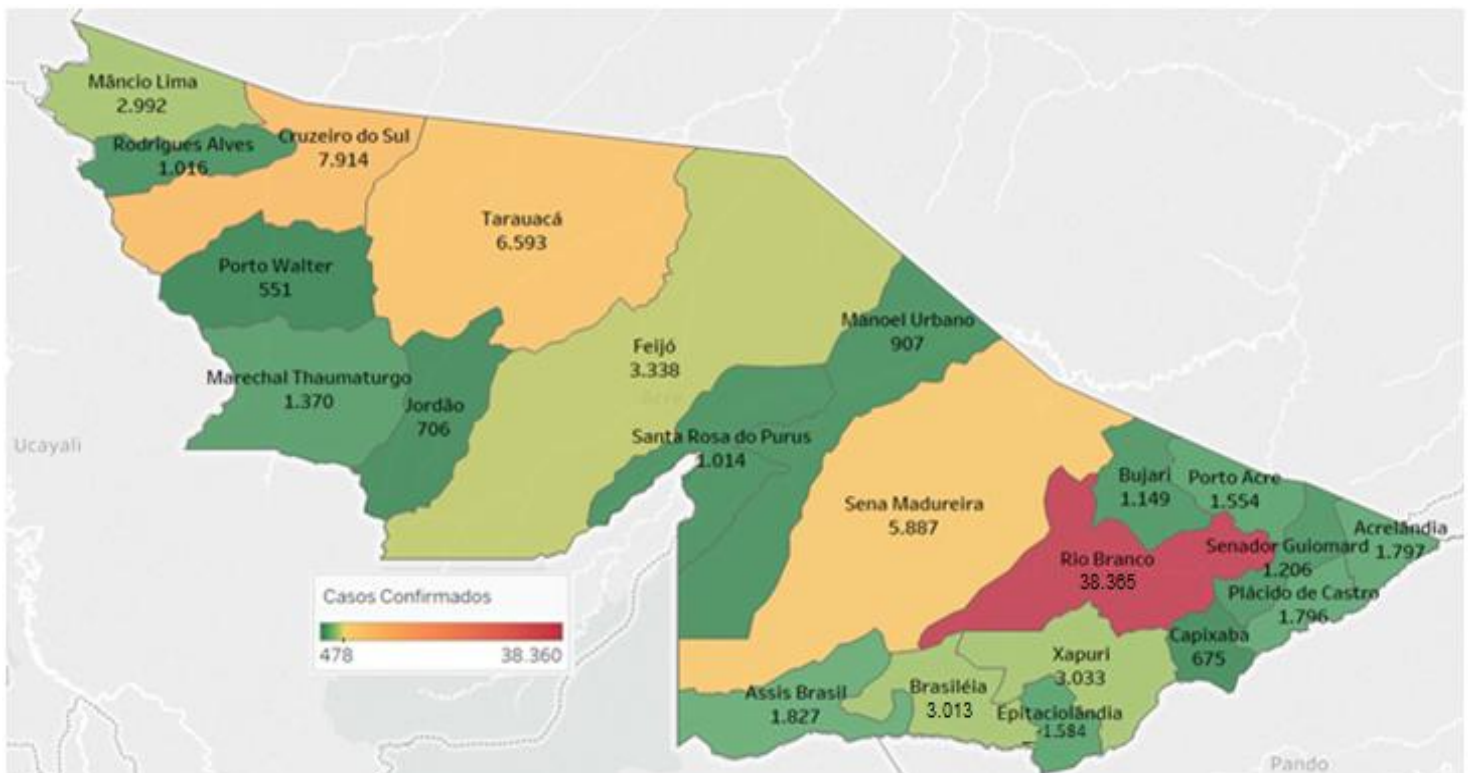 Mâncio Lima
2.992
Rodrigues Alves
1.016
Cruzeiro do Sul
7.914
Tarauacá
6.593
Porto Walter
551
Marechal Thaumaturgo
1.370
Jordão
706
Feijó
3.338
Manoel Urbano
907
Santa Rosa do Purus
1.014
Ucayali
Sena Madureira
5.887
Bujari
1.149
Porto Acre
1.554
Acrelândia
1.797
Senador Guiomard
1.206
Rio Branco
38.365
Plácido de Castro
1.796
Capixaba
675
Xapuri
3.033
Assis Brasil
1.827
Brasiléia
3.013
Epitaciolândia
1.584
Casos Confirmados
478
38.360
Pando